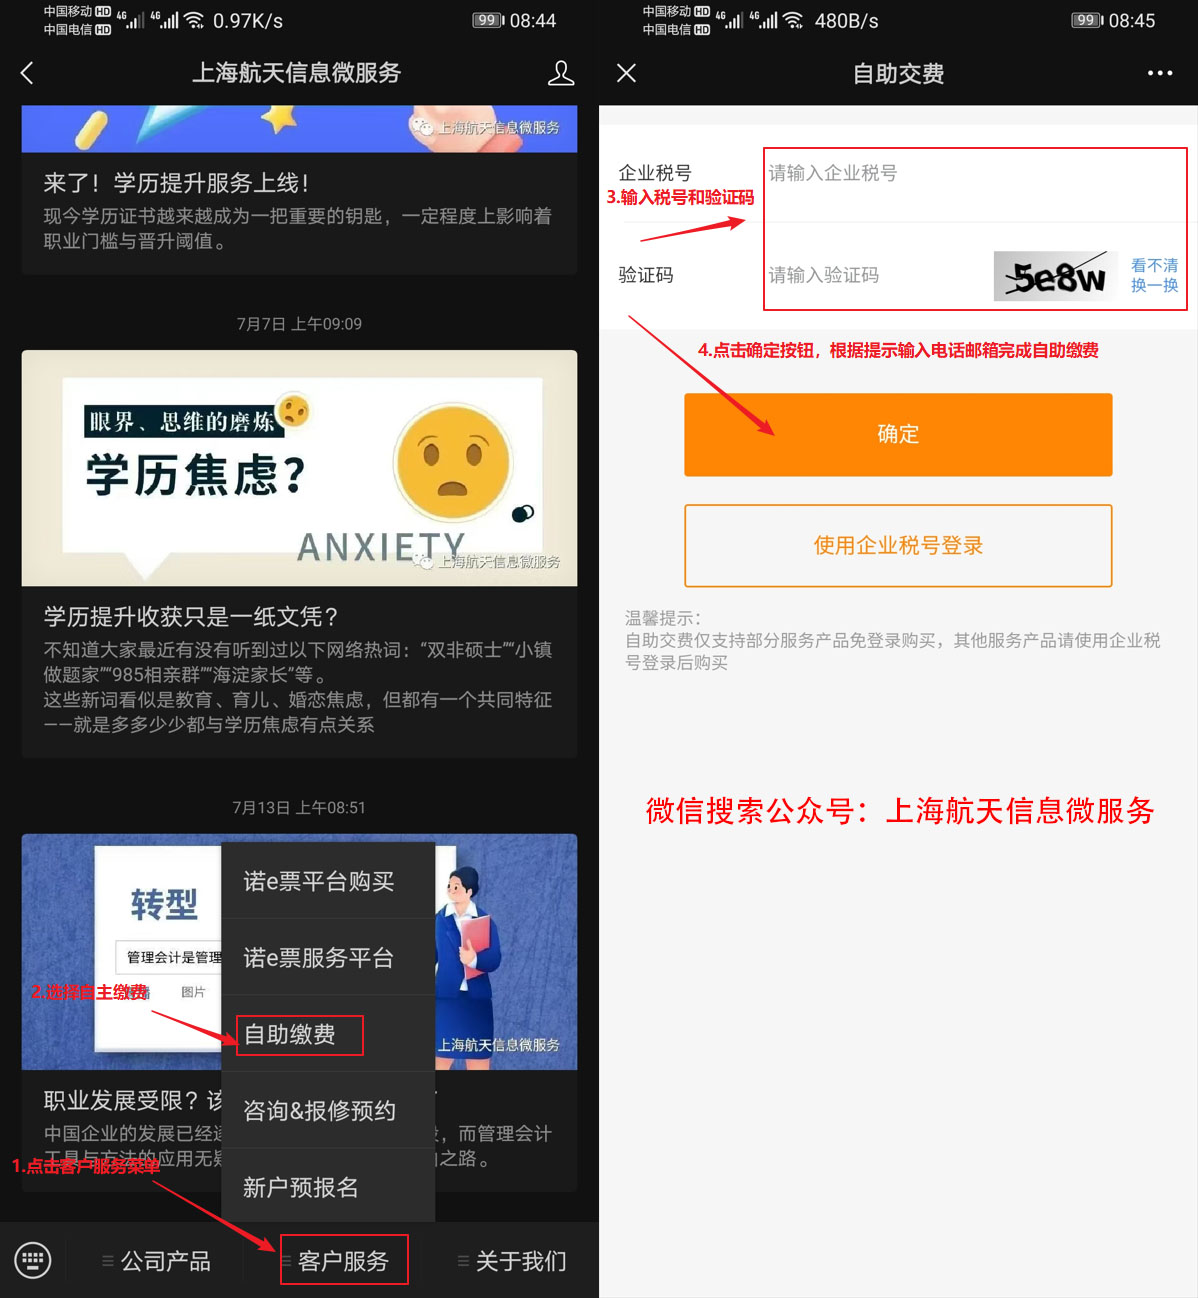 中国移动 HD 4G 4G 0.97K/s 99 08:44
中国电信 HD
上海航天信息微服务
上海航天信息微服务
来了！学历提升服务上线！
现今学历证书越来越成为一把重要的钥匙，一定程度上影响着
职业门槛与晋升阈值。
7月7日 上午09:09
眼界、思维的磨炼
学历焦虑？
ANXIETY
上海航天信息微服务
学历提升收获只是一纸文凭？
不知道大家最近有没有听到过以下网络热词：“双非硕士”“小镇
做题家”“985相亲群”“海淀家长”等。
这些新词看似是教育、育儿、婚恋焦虑，但都有一个共同特征
——就是多多少少都与学历焦虑有点关系
7月13日 上午08:51
转型
管理会计是管理
图片
2.选择自主缴费
上海航天信息微服务
职业发展受限？
中国企业的发展已经
，而管理会计
工具与方法的应用无疑
之路。
1.点击客户服务菜单
诺e票平台购买
诺e票服务平台
自助缴费
咨询&报修预约
新户预报名
公司产品
客户服务
关于我们
中国移动 HD 4G 4G 480B/s 99 08:45
中国电信 HD
自助交费
企业税号 请输入企业税号
3.输入税号和验证码
验证码 请输入验证码 5e8w 看不清
换一换
4.点击确定按钮，根据提示输入电话邮箱完成自助缴费
确定
使用企业税号登录
温馨提示：
自助交费仅支持部分服务产品免登录购买，其他服务产品请使用企业税
号登录后购买
微信搜索公众号：上海航天信息微服务